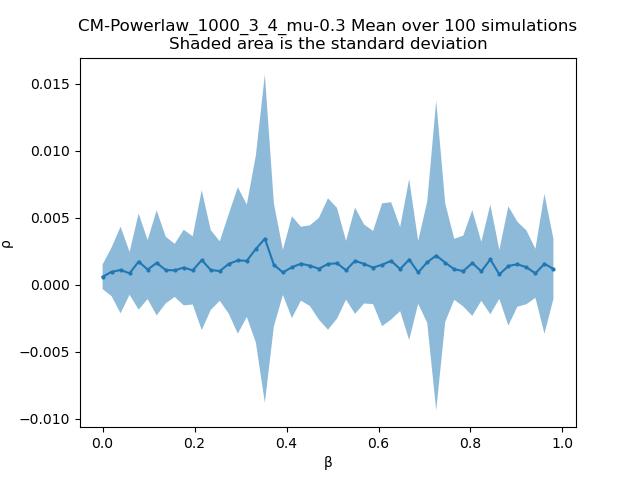 CM-Powerlaw_1000_3_4_mu-0.3 Mean over 100 simulations
Shaded area is the standard deviation
0.015
0.010
0.005
0.000
−0.005
−0.010
ρ
0.0 0.2 0.4 0.6 0.8 1.0
β